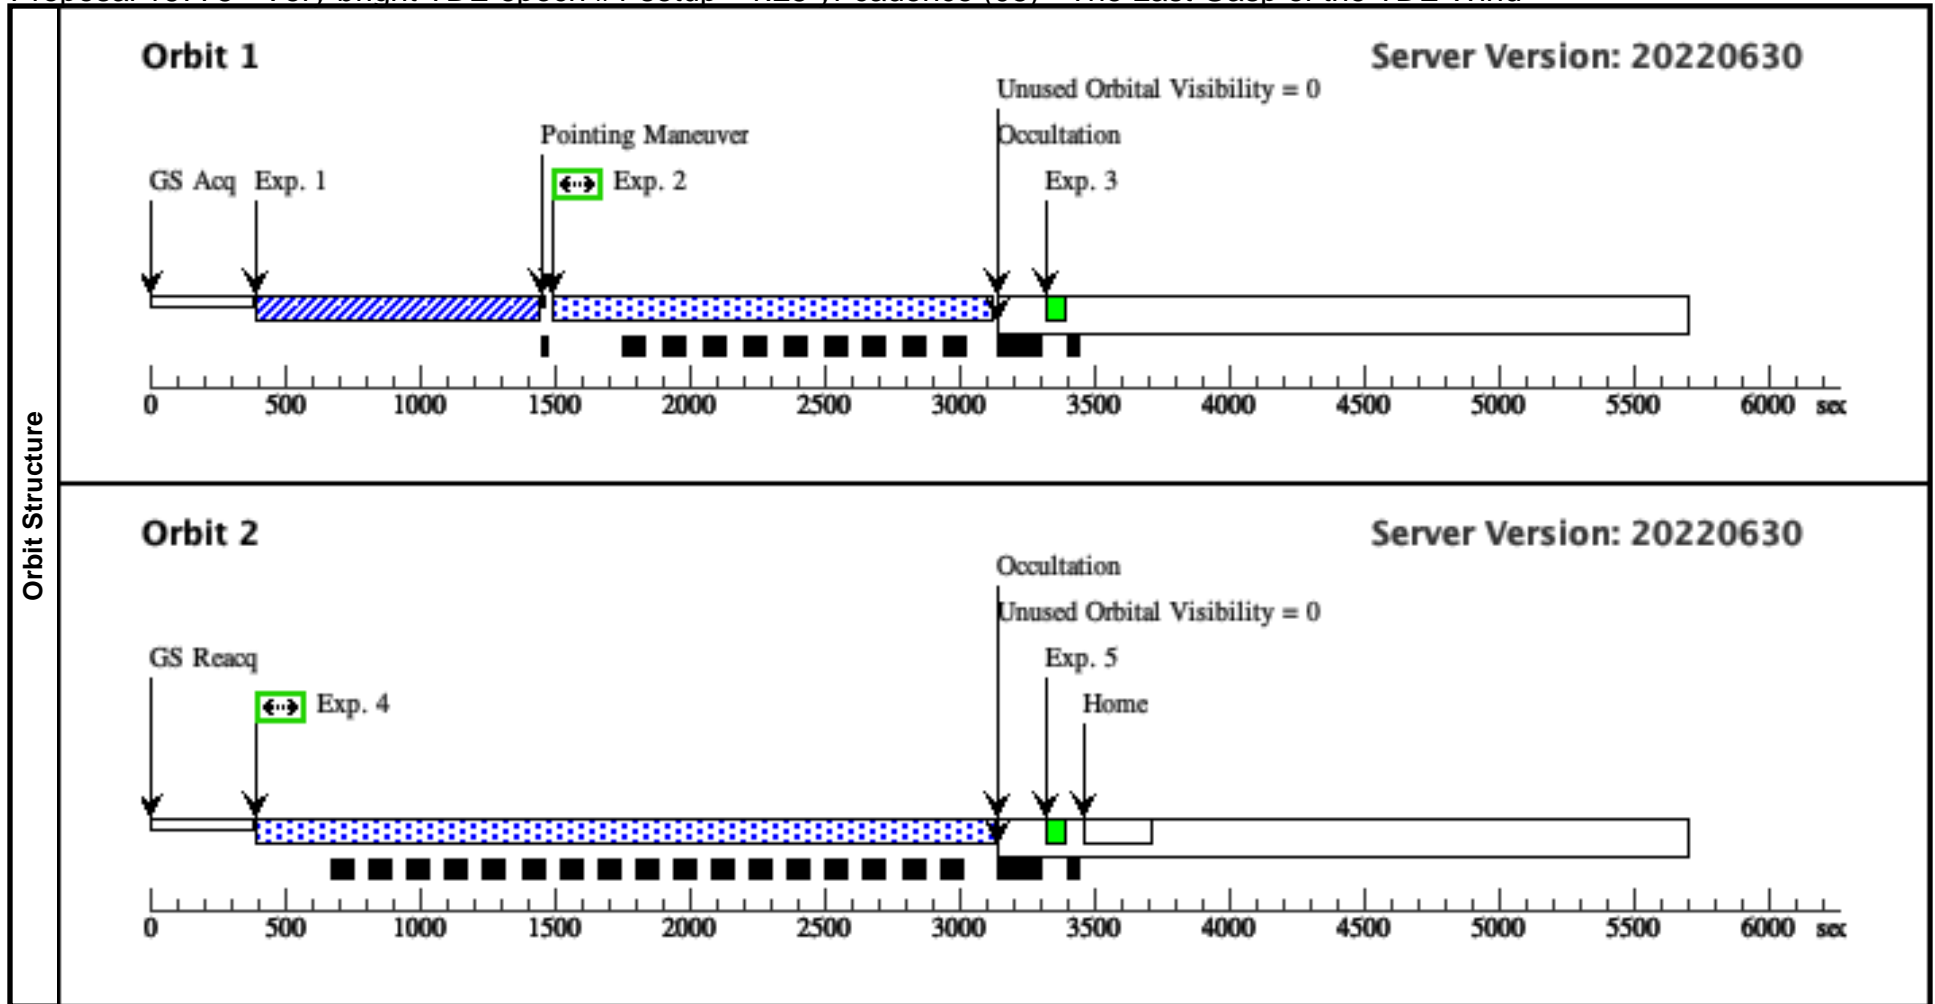 Orbit Structure
Orbit 1
Server Version: 20220630
Unused Orbital Visibility = 0
Pointing Maneuver
Occultation
GS Acq
Exp. 1
Exp. 2
Exp. 3
0 500 1000 1500 2000 2500 3000 3500 4000 4500 5000 5500 6000 sec
Orbit 2
Server Version: 20220630
Occultation
Unused Orbital Visibility = 0
GS Reacq
Exp. 5
Exp. 4
Home
0 500 1000 1500 2000 2500 3000 3500 4000 4500 5000 5500 6000 sec